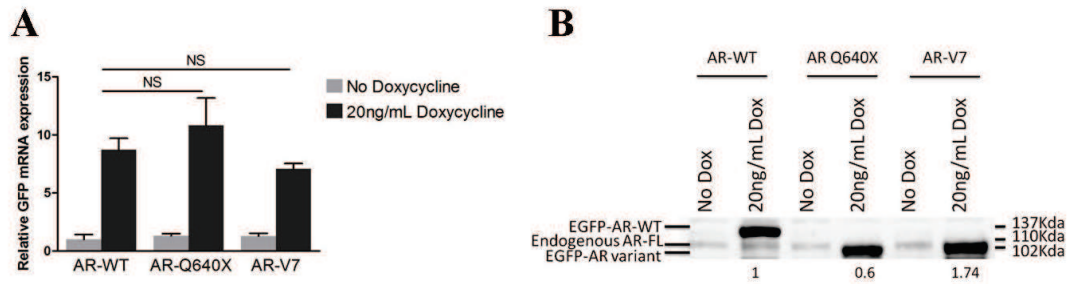 A
NS
NS
15
10
5
0
Relative GFP mRNA expression
AR-WT
AR-Q640X
AR-V7
No Doxycycline
20ng/mL Doxycycline
B
AR-WT
AR Q640X
AR-V7
No Dox
20ng/mL Dox
No Dox
20ng/mL Dox
No Dox
20ng/mL Dox
EGFP-AR-WT
Endogenous AR-FL
EGFP-AR variant
137Kda
110Kda
102Kda
1
0.6
1.74